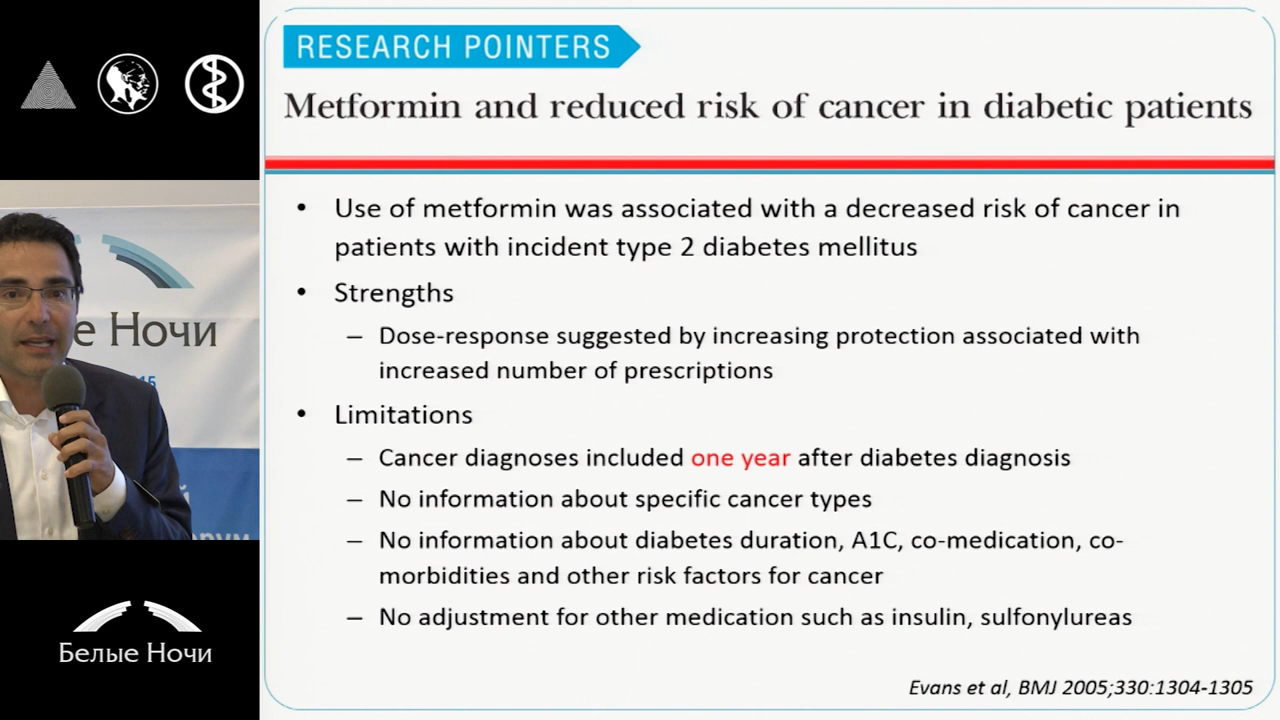 RESEARCH POINTERS
Metformin and reduced risk of cancer in diabetic patients
• Use of metformin was associated with a decreased risk of cancer in
patients with incident type 2 diabetes mellitus
• Strengths
– Dose-response suggested by increasing protection associated with
increased number of prescriptions
• Limitations
– Cancer diagnoses included one year after diabetes diagnosis
– No information about specific cancer types
– No information about diabetes duration, A1C, co-medication, co-
morbidities and other risk factors for cancer
– No adjustment for other medication such as insulin, sulfonylureas
Evans et al, BMJ 2005;330:1304-1305
е Ночи
15
Белые Ночи